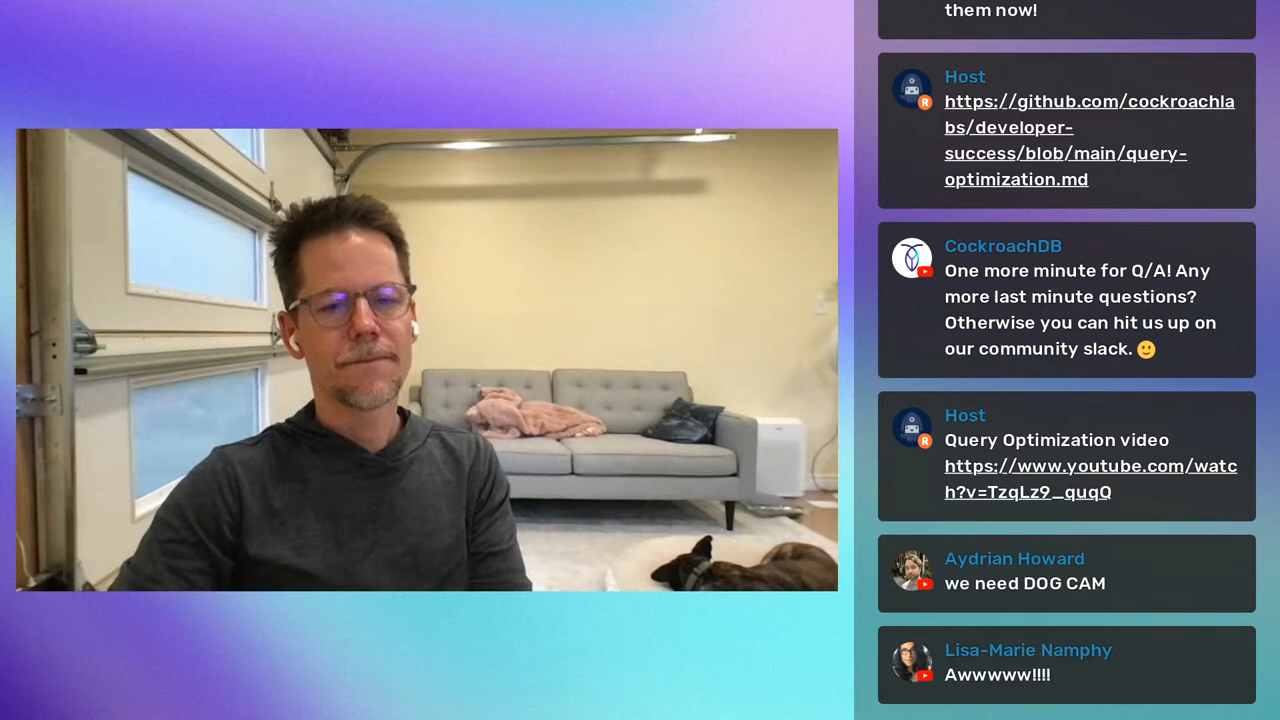 them now!
Host
https://github.com/cockroachla
bs/developer-
success/blob/main/query-
optimization.md
CockroachDB
One more minute for Q/A! Any
more last minute questions?
Otherwise you can hit us up on
our community slack. 🙂
Host
Query Optimization video
https://www.youtube.com/watc
h?v=TzqLz9_quqQ
Aydrian Howard
we need DOG CAM
Lisa-Marie Namphy
Awwwww!!!!